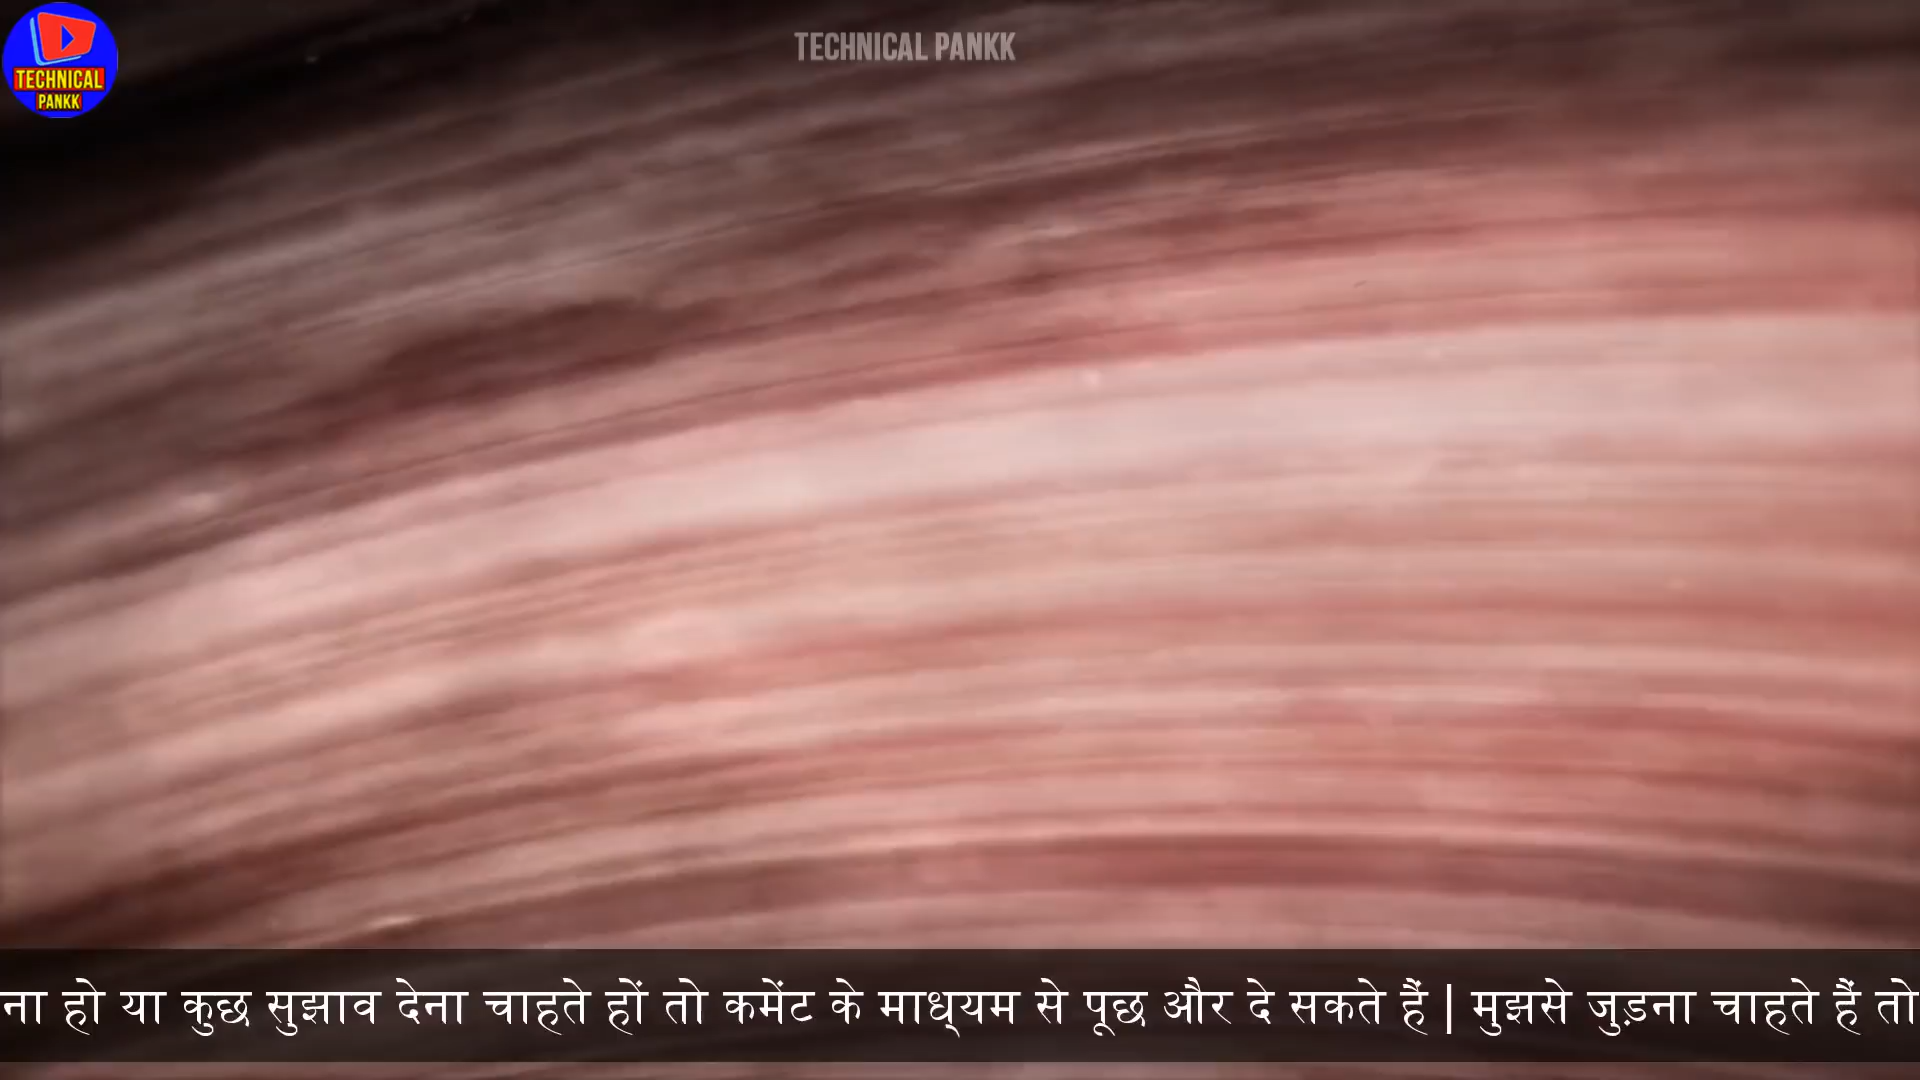 TECHNICAL PANKK
TECHNICAL
PANKK
ना हो या कुछ सुझाव देना चाहते हों तो कमेंट के माध्यम से पूछ और दे सकते हैं | मुझसे जुड़ना चाहते हैं तो